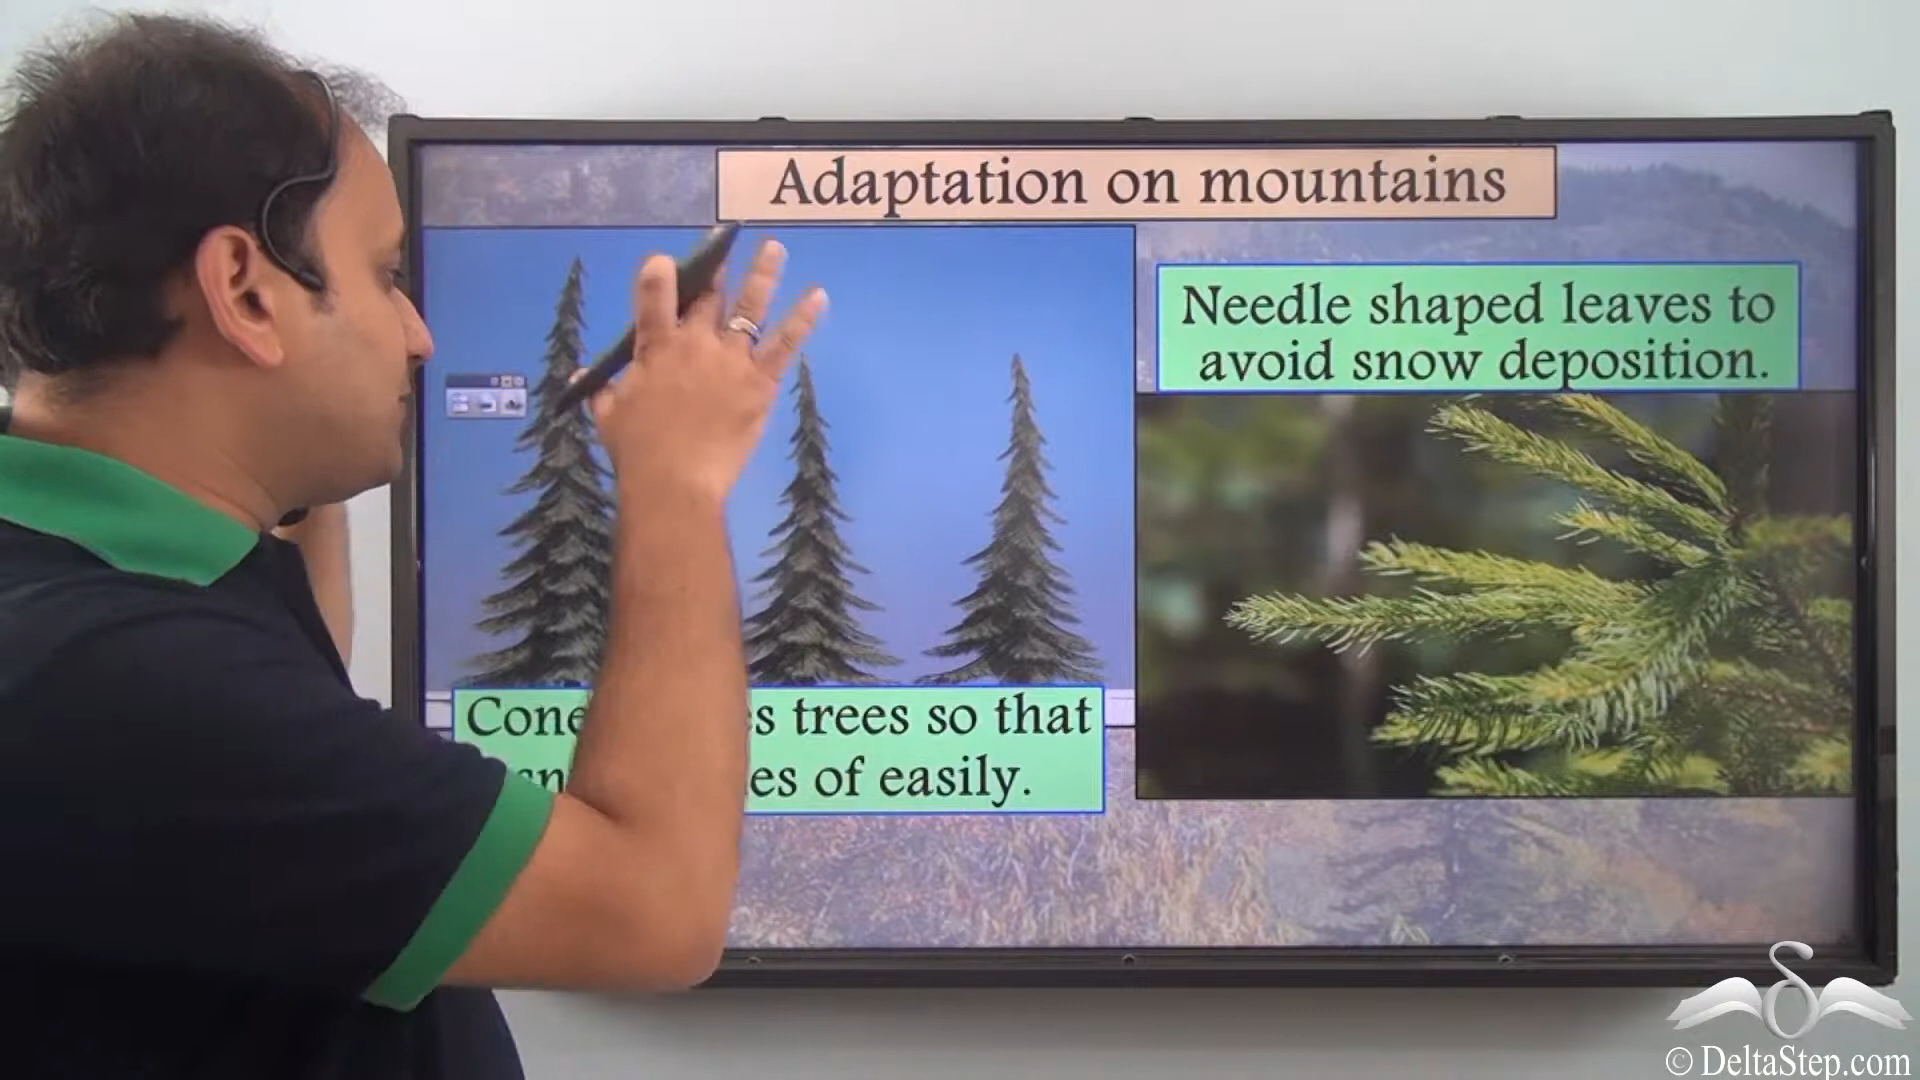 Adaptation on mountains
Needle shaped leaves to
avoid snow deposition.
Cone s trees so that
sn es of easily.
© DeltaStep.com